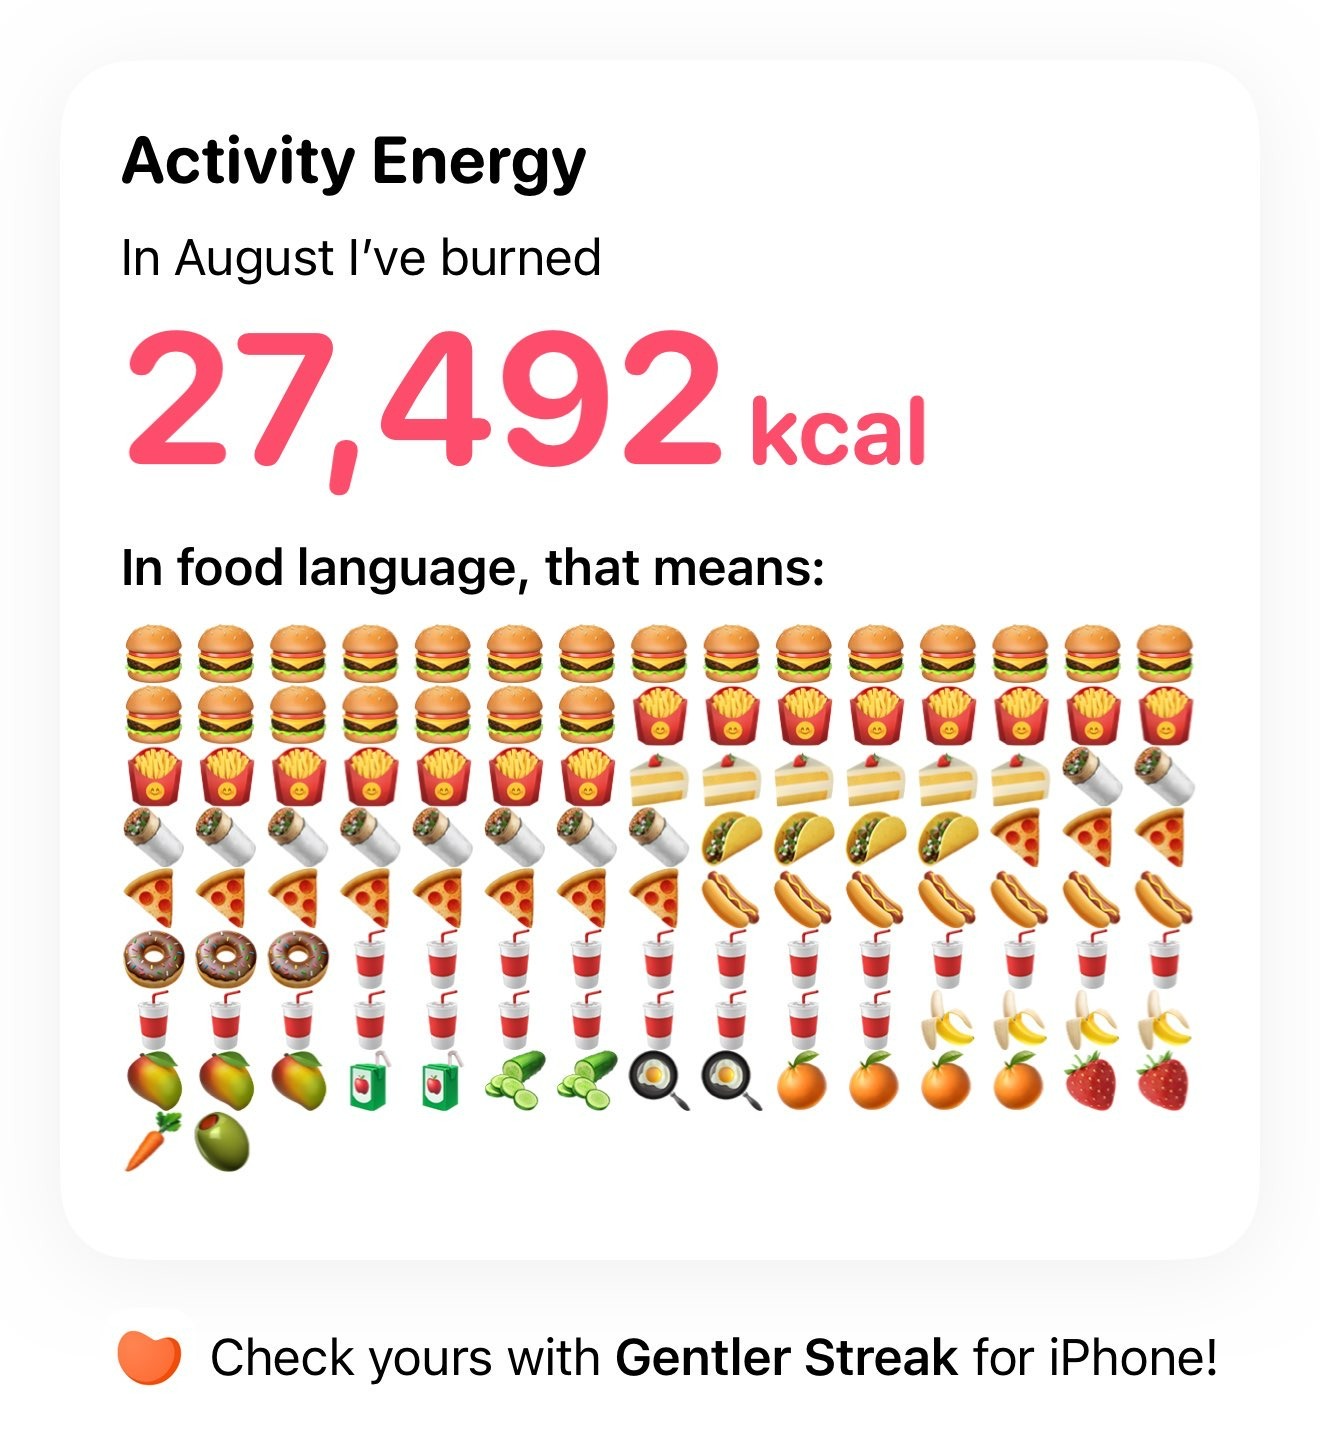 Activity Energy
In August I’ve burned
27,492 kcal
In food language, that means:
Check yours with Gentler Streak for iPhone!